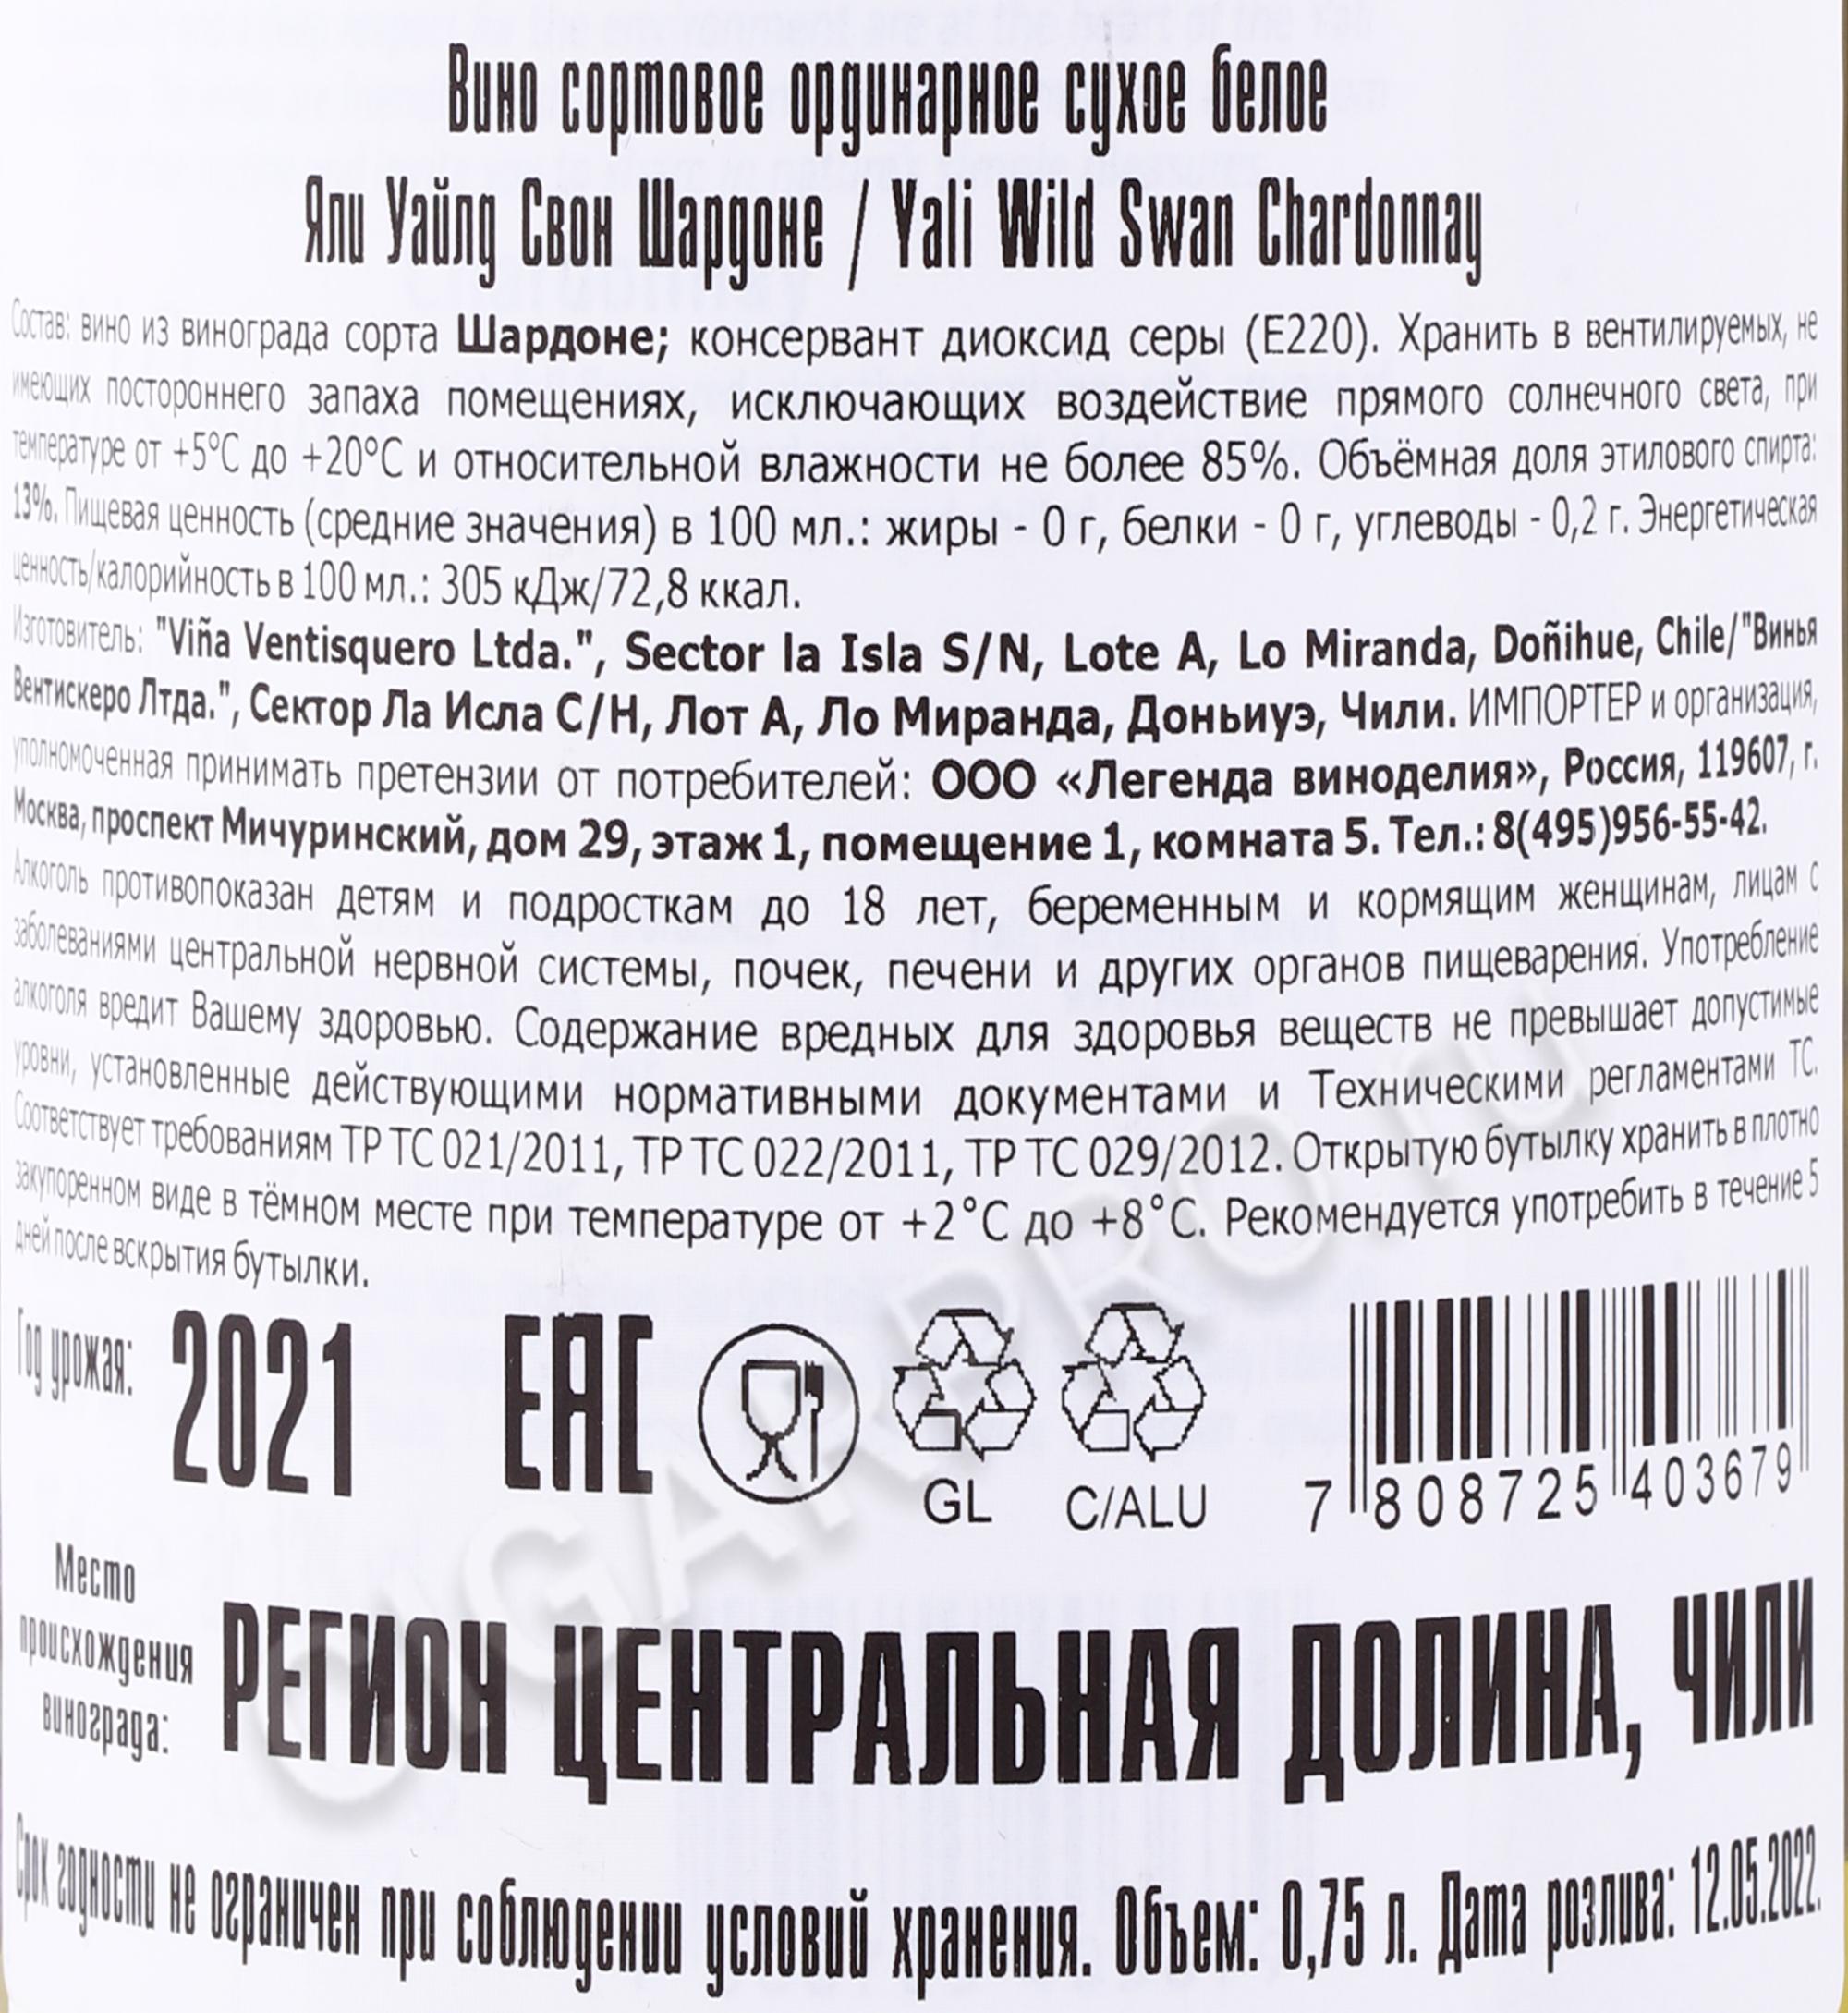 Вино сортовое ординарное сухое белое
Яли Уайлд Свон Шардоне / Yali Wild Swan Chardonnay
Состав: вино из винограда сорта Шардоне; консервант диоксид серы (Е220). Хранить в вентилируемых, не
имеющих постороннего запаха помещениях, исключающих воздействие прямого солнечного света, при
температуре от +5°С до +20°С и относительной влажности не более 85%. Объёмная доля этилового спирта:
13%. Пищевая ценность (средние значения) в 100 мл.: жиры - 0 г, белки - 0 г, углеводы - 0,2 г. Энергетическая
ценность/калорийность в 100 мл.: 305 кДж/72,8 ккал.
Изготовитель: "Viña Ventisquero Ltda.", Sector la Isla S/N, Lote A, Lo Miranda, Doñihue, Chile/"Винья
Вентискеро Лтда.", Сектор Ла Исла С/Н, Лот А, Ло Миранда, Доньиуэ, Чили. ИМПОРТЕР и организация,
уполномоченная принимать претензии от потребителей: ООО «Легенда виноделия», Россия, 119607, г.
Москва, проспект Мичуринский, дом 29, этаж 1, помещение 1, комната 5. Тел.: 8(495)956-55-42.
Алкоголь противопоказан детям и подросткам до 18 лет, беременным и кормящим женщинам, лицам с
заболеваниями центральной нервной системы, почек, печени и других органов пищеварения. Употребление
алкоголя вредит Вашему здоровью. Содержание вредных для здоровья веществ не превышает допустимые
уровни, установленные действующими нормативными документами и Техническими регламентами ТС.
Соответствует требованиям ТР ТС 021/2011, ТР ТС 022/2011, ТР ТС 029/2012. Открытую бутылку хранить в плотно
закупоренном виде в тёмном месте при температуре от +2°С до +8°С. Рекомендуется употребить в течение 5
дней после вскрытия бутылки.
Год урожая: 2021 EAC
GL C/ALU 7 808725 403679
Место
происхождения
винограда:
РЕГИОН ЦЕНТРАЛЬНАЯ ДОЛИНА, ЧИЛИ
Срок годности не ограничен при соблюдении условий хранения. Объем: 0,75 л. Дата розлива: 12.05.2022.
CIGARPRO.ru